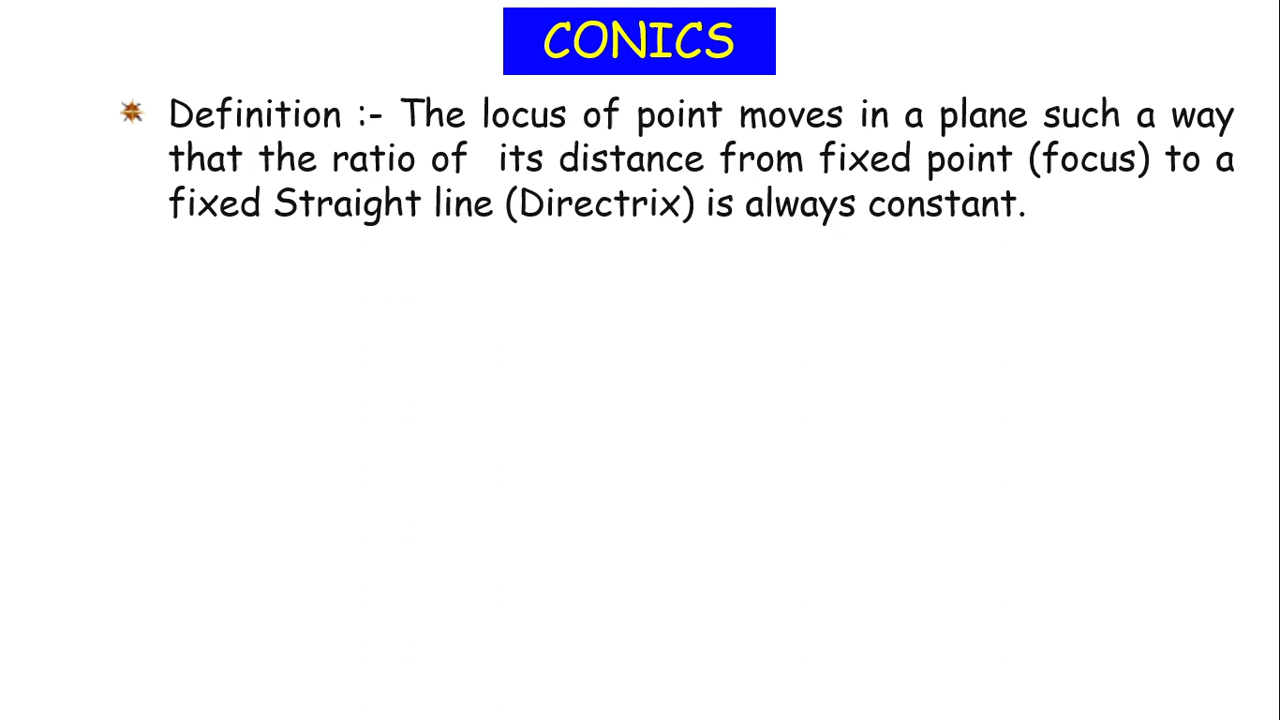 CONICS
Definition :- The locus of point moves in a plane such a way
that the ratio of its distance from fixed point (focus) to a
fixed Straight line (Directrix) is always constant.